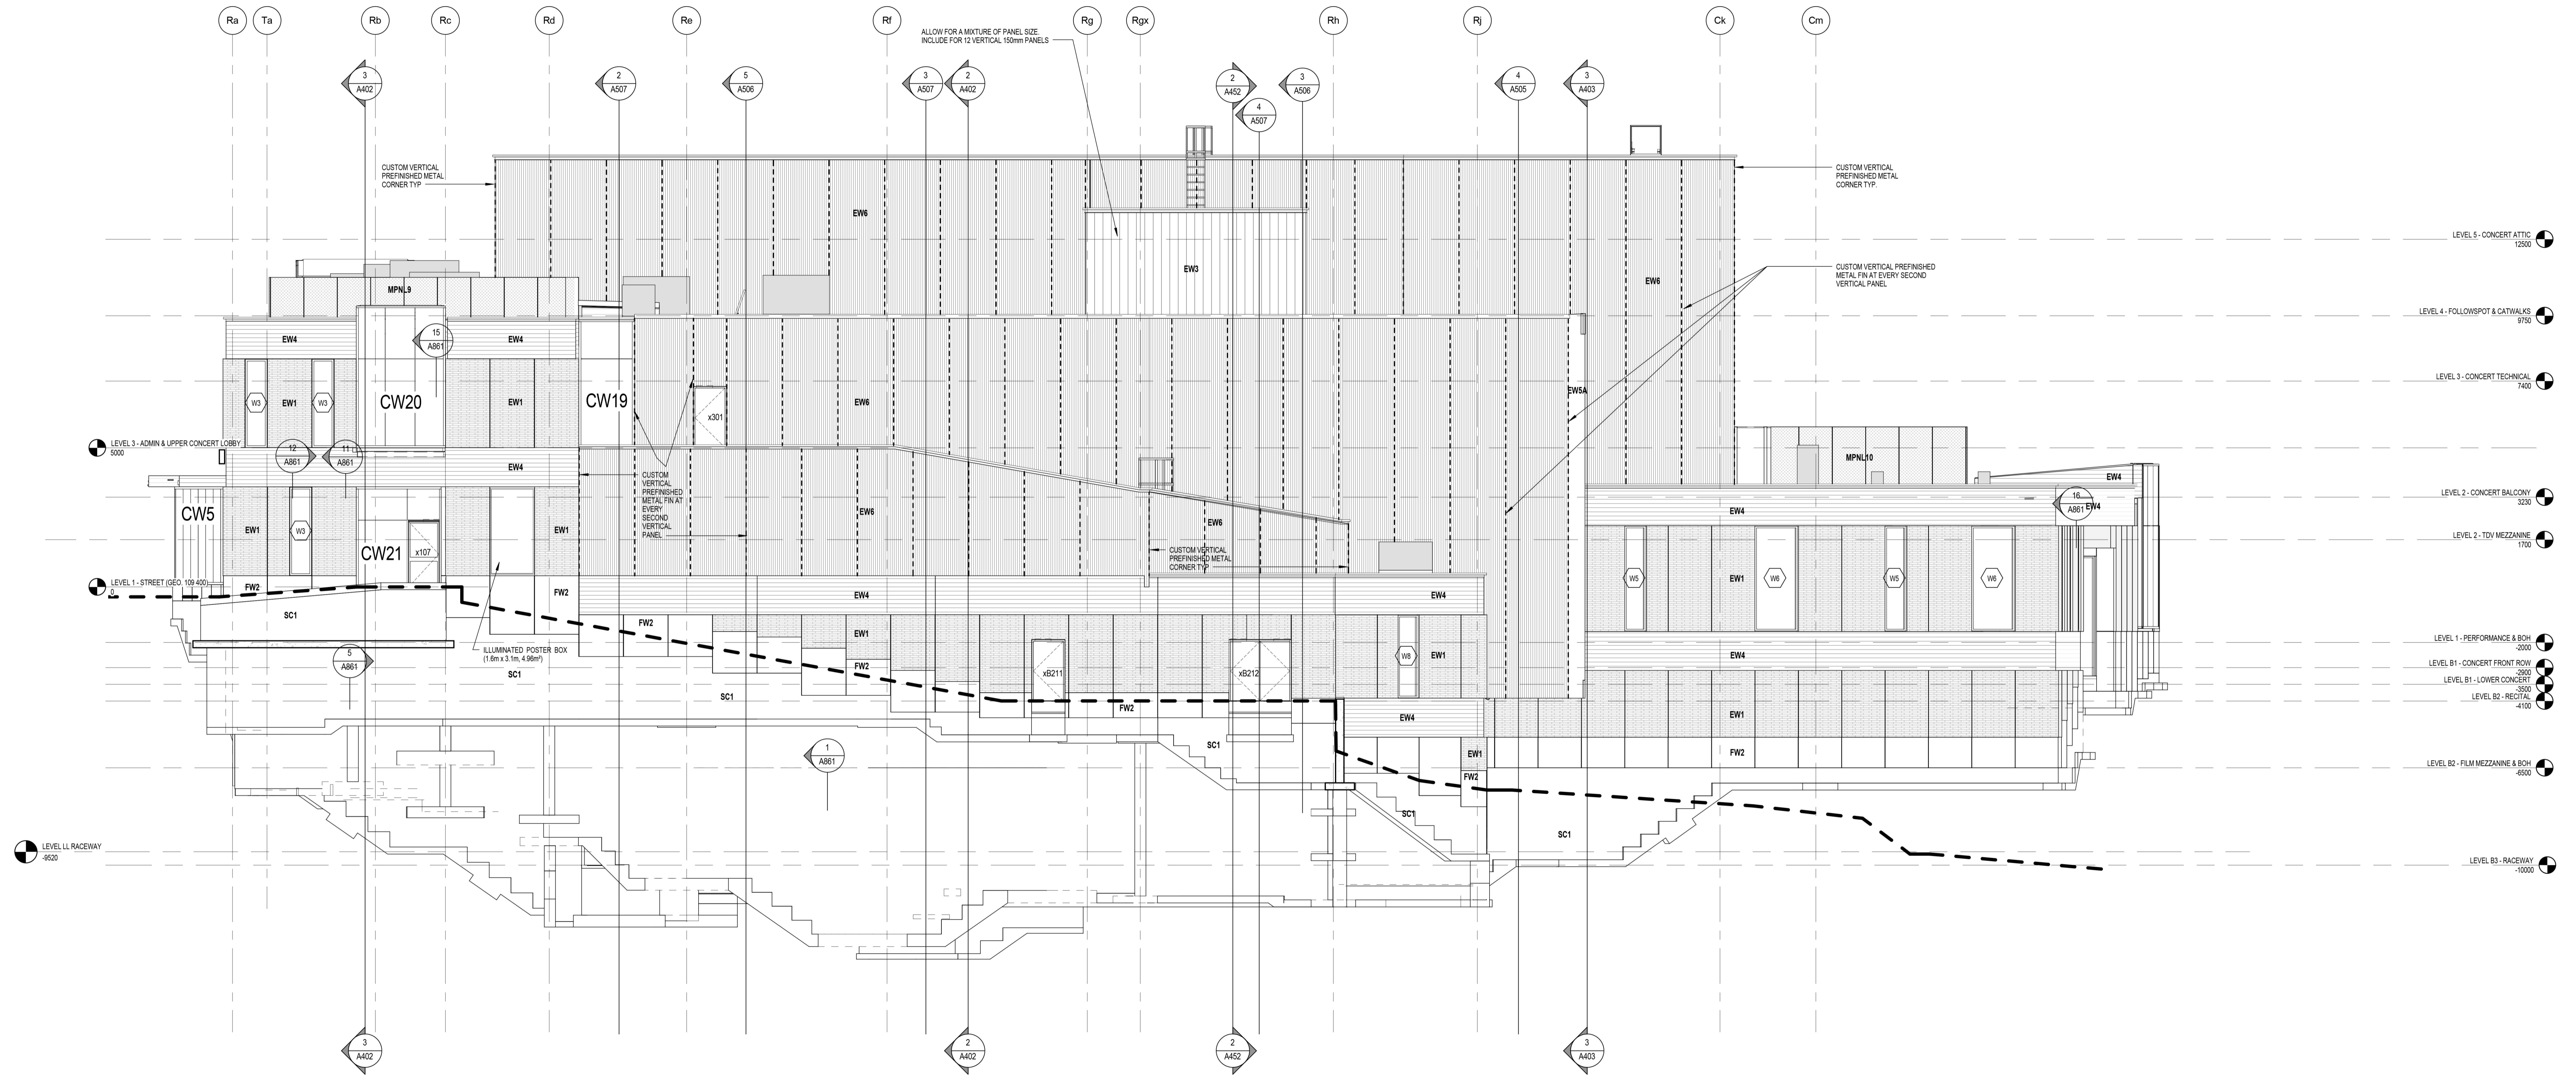 Ra
Ta
Rb
Rc
Rd
Re
Rf
Rg
Rgx
Rh
Rj
Ck
Cm
ALLOW FOR A MIXTURE OF PANEL SIZE.
INCLUDE FOR 12 VERTICAL 150mm PANELS
3
A402
2
A507
5
A506
3
A507
2
A402
2
A452
4
A507
3
A506
4
A505
3
A403
CUSTOM VERTICAL
PREFINISHED METAL
CORNER TYP
CUSTOM VERTICAL
PREFINISHED METAL
CORNER TYP.
EW6
EW3
EW6
LEVEL 5 - CONCERT ATTIC
12500
CUSTOM VERTICAL PREFINISHED
METAL FIN AT EVERY SECOND
VERTICAL PANEL
MPNL9
LEVEL 4 - FOLLOWSPOT & CATWALKS
9750
EW4
15
A861
EW4
LEVEL 3 - CONCERT TECHNICAL
7400
W3
EW1
W3
CW20
EW1
CW19
x301
EW6
EW5A
LEVEL 3 - ADMIN & UPPER CONCERT LOBBY
5000
12
A861
11
A861
EW4
CUSTOM
VERTICAL
PREFINISHED
METAL FIN AT
EVERY
SECOND
VERTICAL
PANEL
MPNL10
EW4
LEVEL 2 - CONCERT BALCONY
3230
CW5
EW1
W3
CW21
x107
EW1
EW6
EW6
EW4
16
A861
EW4
LEVEL 2 - TDV MEZZANINE
1700
CUSTOM VERTICAL
PREFINISHED METAL
CORNER TYP
LEVEL 1 - STREET (GEO. 109 400)
0
FW2
FW2
EW4
EW4
W5
W6
EW1
W5
W6
SC1
FW2
EW1
ILLUMINATED POSTER BOX
(1.6m x 3.1m, 4.96m²)
LEVEL 1 - PERFORMANCE & BOH
-2000
5
A861
SC1
FW2
xB211
xB212
W8
EW1
EW4
LEVEL B1 - CONCERT FRONT ROW
-2900
LEVEL B1 - LOWER CONCERT
-3500
LEVEL B2 - RECITAL
-4100
SC1
FW2
EW4
EW1
1
A861
SC1
EW1
FW2
FW2
LEVEL B2 - FILM MEZZANINE & BOH
-6500
SC1
SC1
LEVEL LL RACEWAY
-9520
LEVEL B3 - RACEWAY
-10000
3
A402
2
A402
2
A452
3
A403